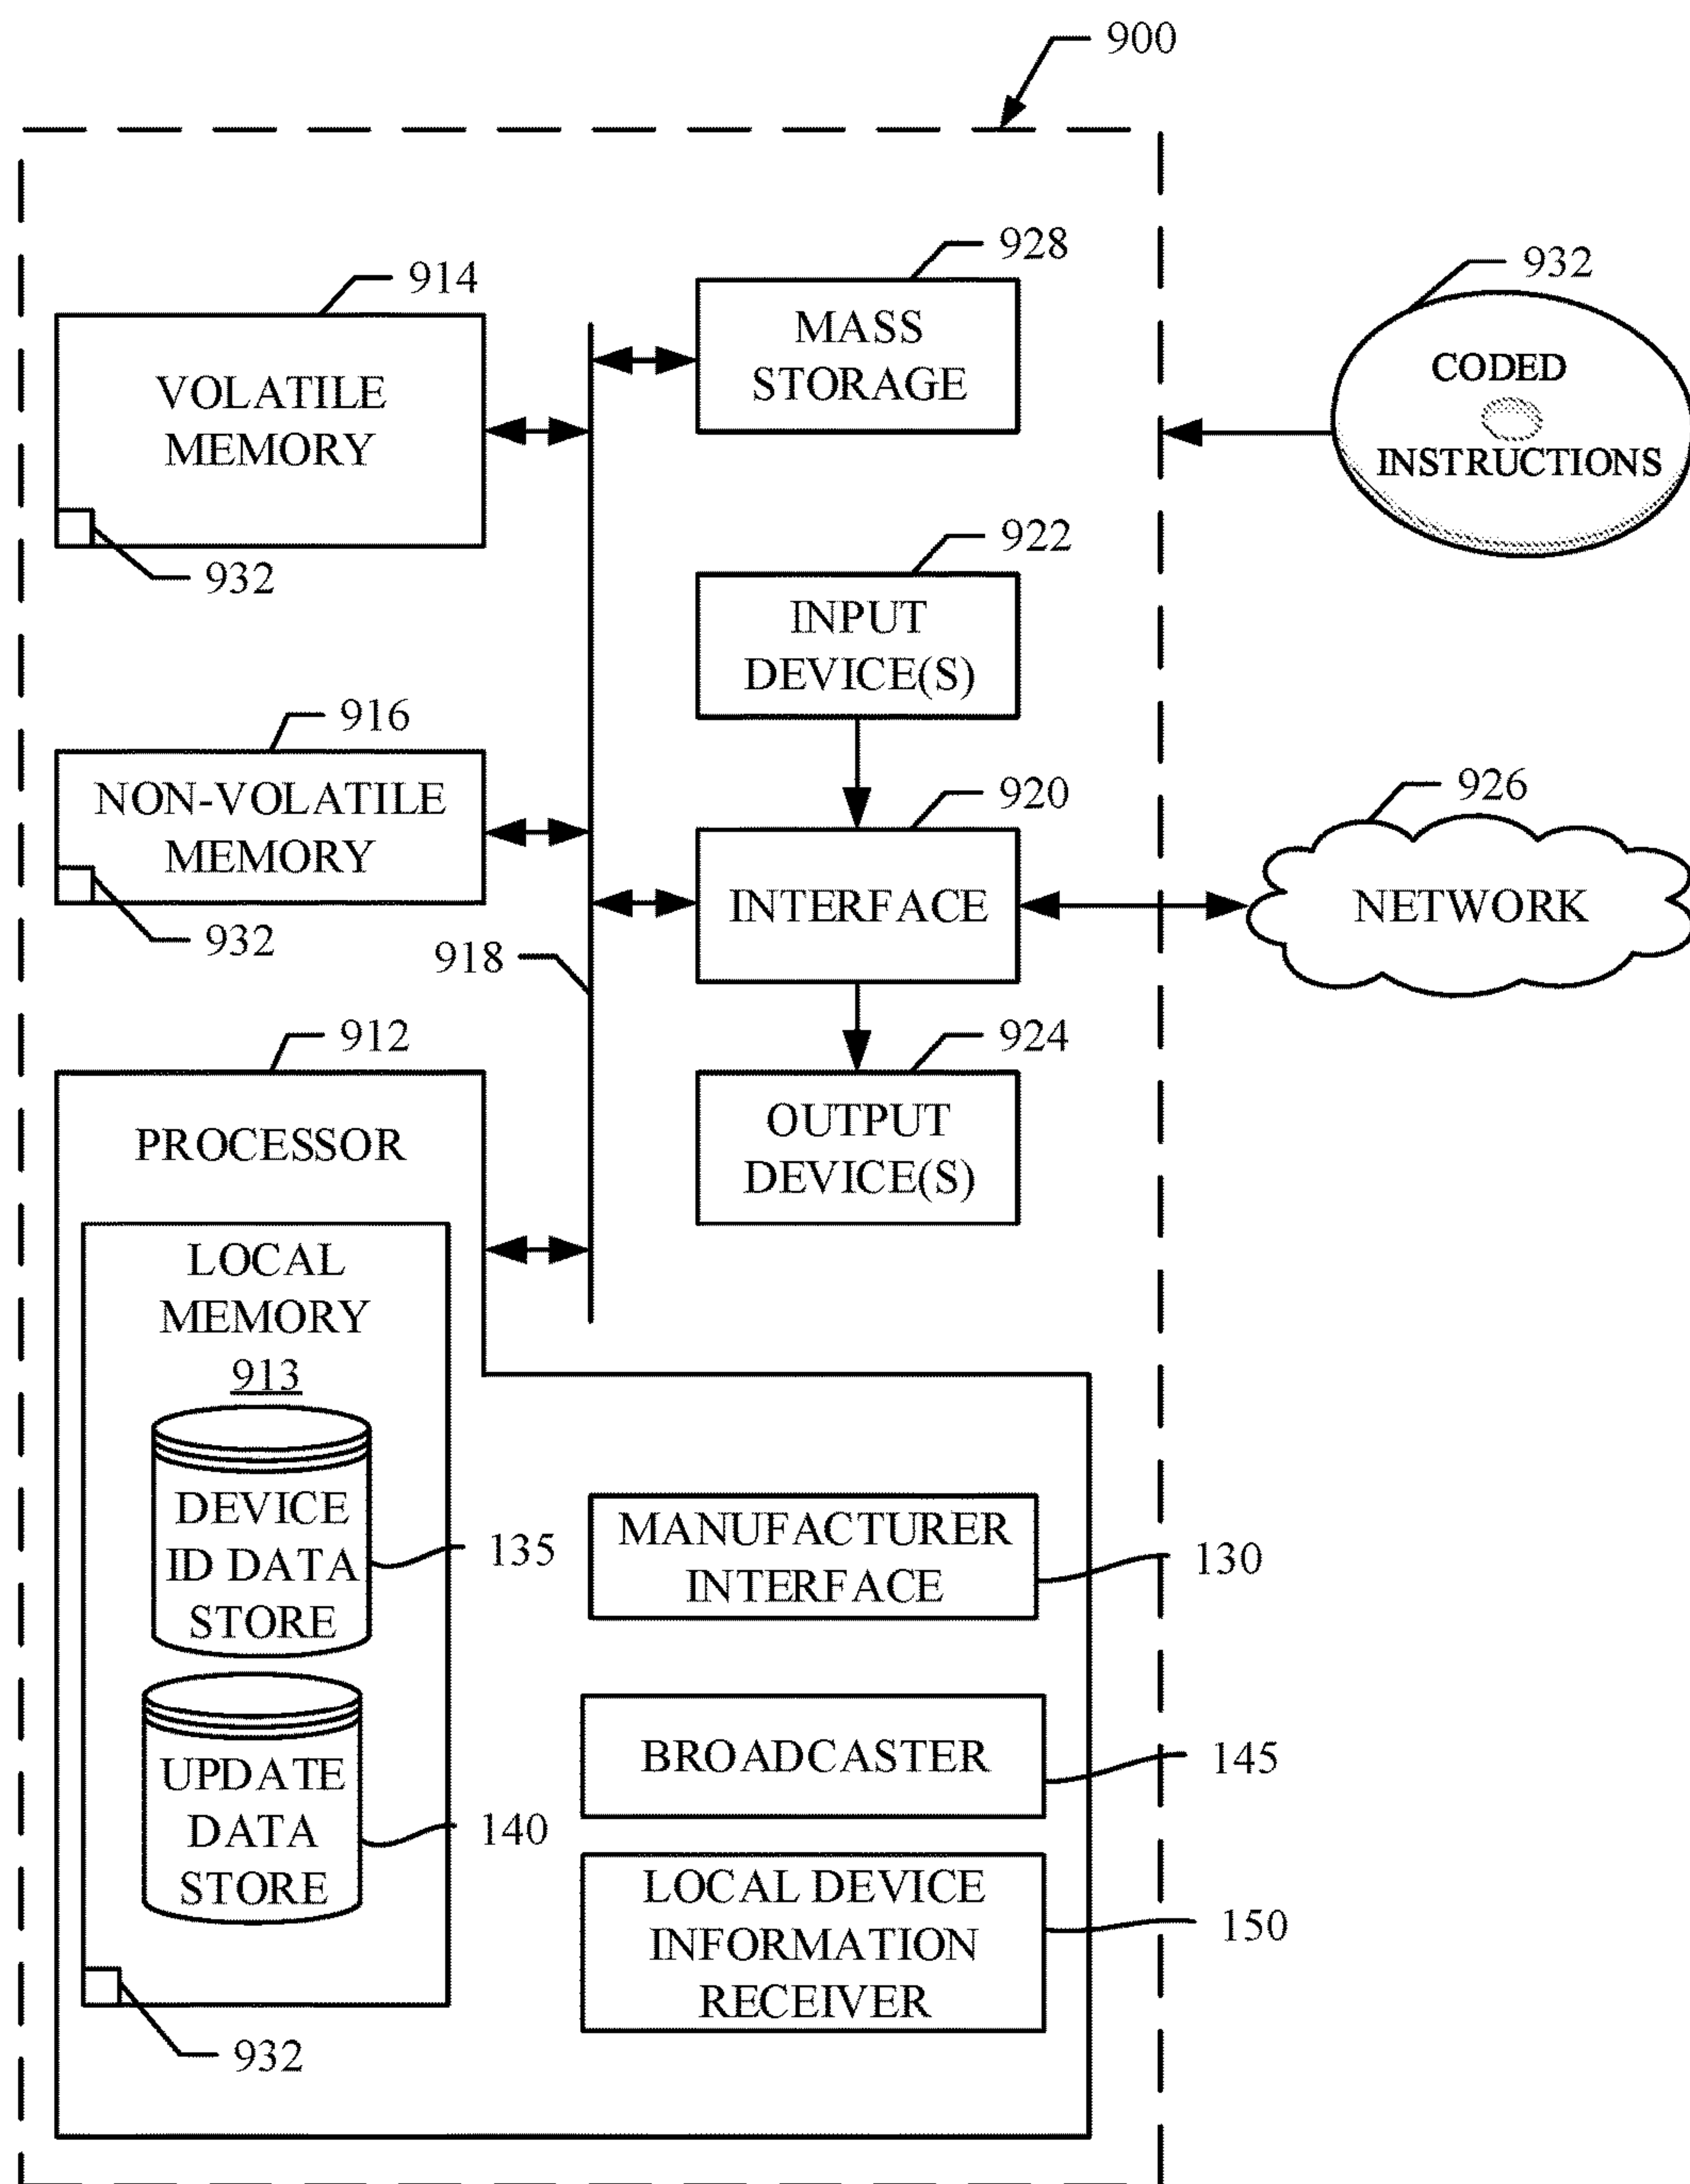 900
928
932
914
MASS
STORAGE
CODED
INSTRUCTIONS
VOLATILE
MEMORY
932
922
INPUT
DEVICE(S)
916
NON-VOLATILE
MEMORY
932
920
926
INTERFACE
NETWORK
918
912
924
PROCESSOR
OUTPUT
DEVICE(S)
LOCAL
MEMORY
913
DEVICE
ID DATA
STORE
135
MANUFACTURER
INTERFACE
130
UPDATE
DATA
STORE
140
BROADCASTER
145
LOCAL DEVICE
INFORMATION
RECEIVER
150
932